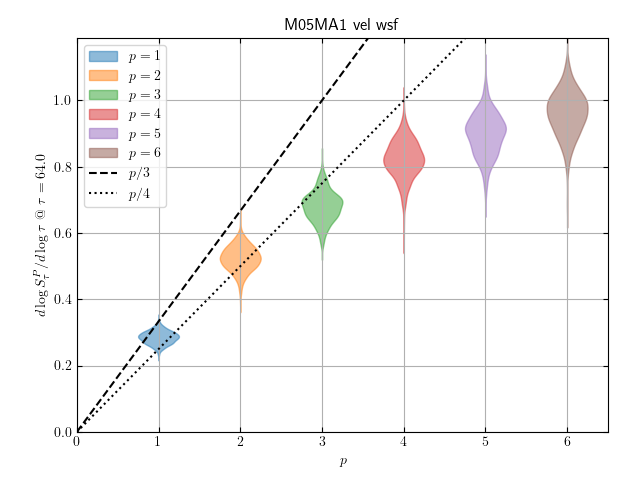 M05MA1 vel wsf
p = 1
p = 2
p = 3
p = 4
p = 5
p = 6
p/3
p/4
d log S_τ^P / d log τ @ τ = 64.0
1.0
0.8
0.6
0.4
0.2
0.0
0 1 2 3 4 5 6
p